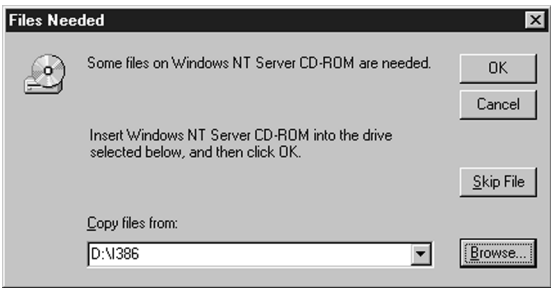 Files Needed
Some files on Windows NT Server CD-ROM are needed.
OK
Cancel
Insert Windows NT Server CD-ROM into the drive
selected below, and then click OK.
Skip File
Copy files from:
D:\I386
Browse...